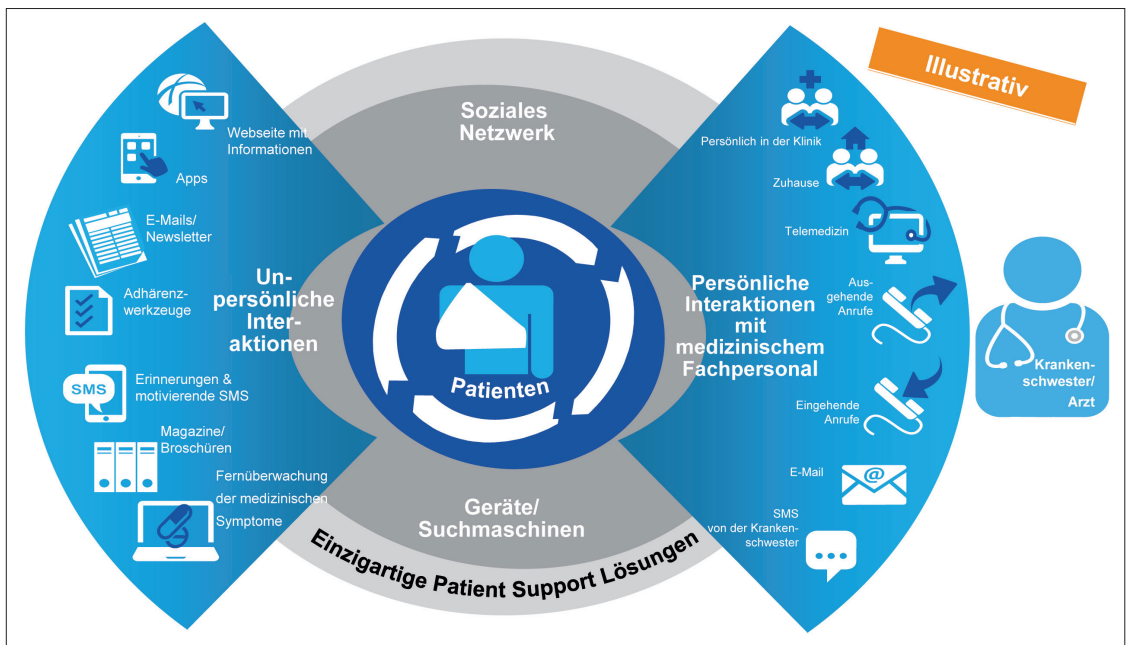 Illustrativ
Soziales
Netzwerk
Webseite mit
Informationen
Apps
E-Mails/
Newsletter
Adhärenz-
werkzeuge
SMS
Erinnerungen &
motivierende SMS
Magazine/
Broschüren
Fernüberwachung
der medizinischen
Symptome
Un-
persönliche
Inter-
aktionen
Patienten
Geräte/
Suchmaschinen
Einzigartige Patient Support Lösungen
Persönliche
Interaktionen
mit
medizinischem
Fachpersonal
Persönlich in der Klinik
Zuhause
Telemedizin
Aus-
gehende
Anrufe
Eingehende
Anrufe
E-Mail
@
SMS
von der Kranken-
schwester
Kranken-
schwester/
Arzt